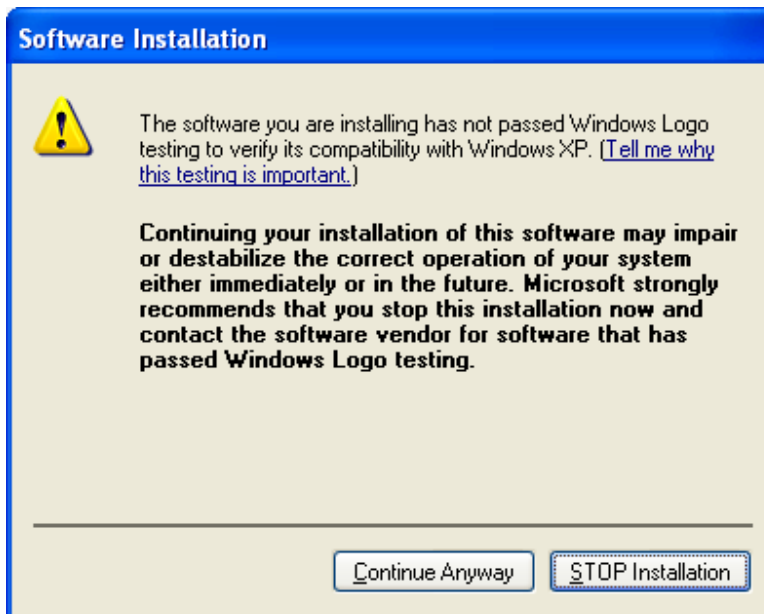 Software Installation
The software you are installing has not passed Windows Logo
testing to verify its compatibility with Windows XP. (Tell me why
this testing is important.)
Continuing your installation of this software may impair
or destabilize the correct operation of your system
either immediately or in the future. Microsoft strongly
recommends that you stop this installation now and
contact the software vendor for software that has
passed Windows Logo testing.
Continue Anyway
STOP Installation